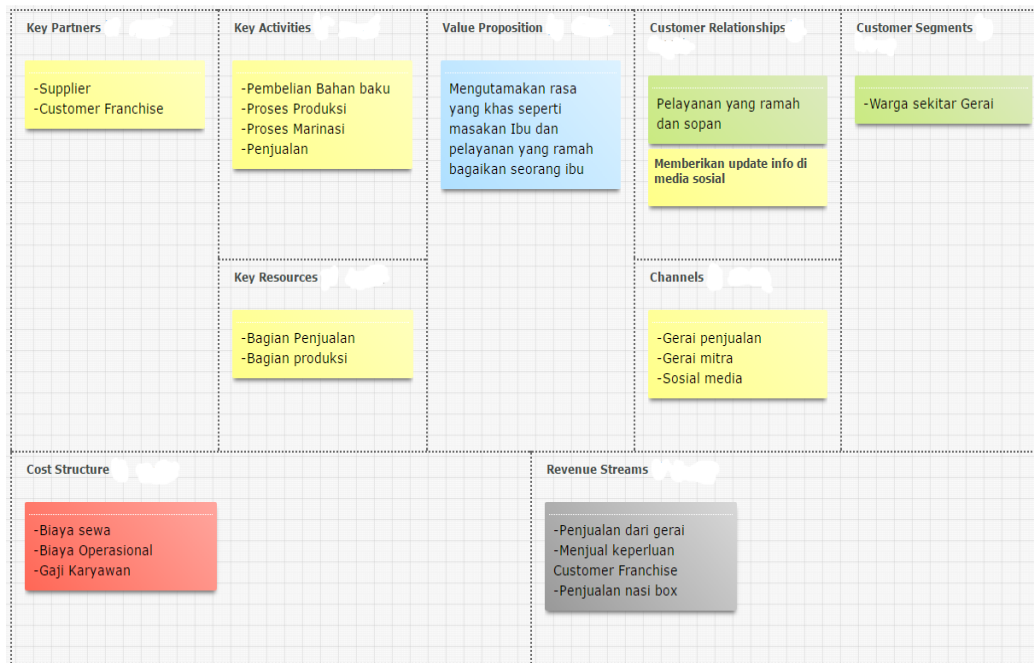 Key Partners
-Supplier
-Customer Franchise
Key Activities
-Pembelian Bahan baku
-Proses Produksi
-Proses Marinasi
-Penjualan
Key Resources
-Bagian Penjualan
-Bagian produksi
Value Proposition
Mengutamakan rasa
yang khas seperti
masakan Ibu dan
pelayanan yang ramah
bagaikan seorang ibu
Customer Relationships
Pelayanan yang ramah
dan sopan
Memberikan update info di
media sosial
Channels
-Gerai penjualan
-Gerai mitra
-Sosial media
Customer Segments
-Warga sekitar Gerai
Cost Structure
-Biaya sewa
-Biaya Operasional
-Gaji Karyawan
Revenue Streams
-Penjualan dari gerai
-Menjual keperluan
Customer Franchise
-Penjualan nasi box